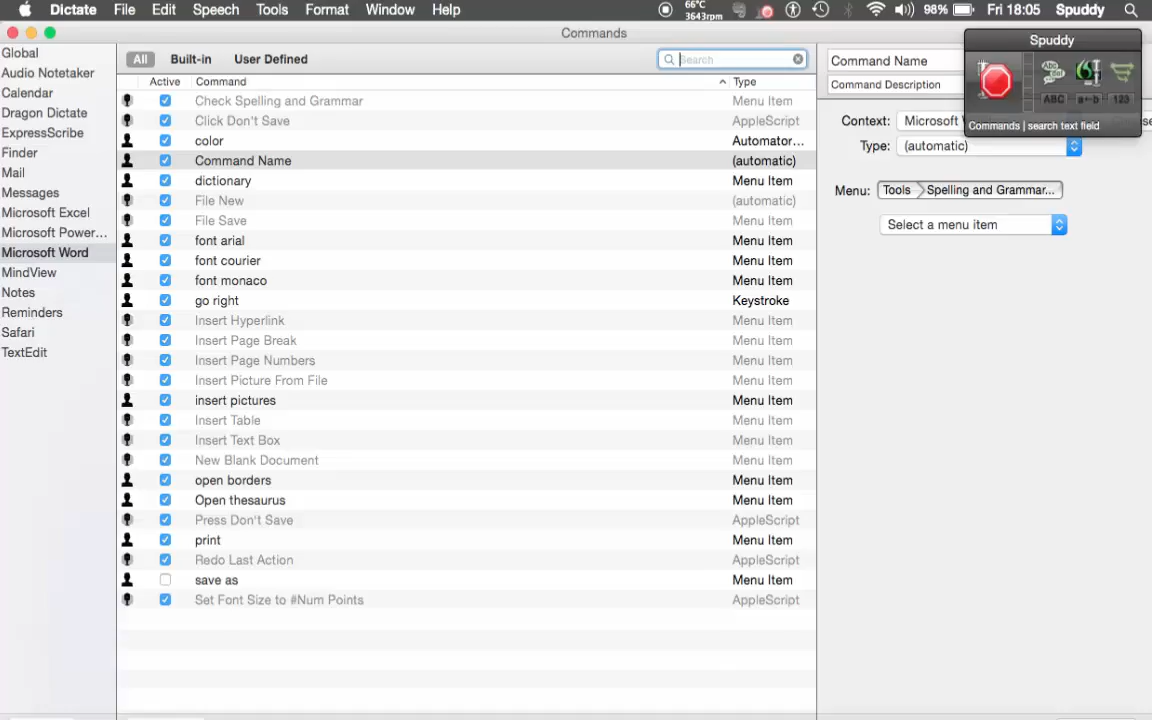 Dictate File Edit Speech Tools Format Window Help 66°C 3643rpm 98% Fri 18:05 Spuddy
Commands
Spuddy
ABC
123
Commands | search text field
Global
Audio Notetaker
Calendar
Dragon Dictate
ExpressScribe
Finder
Mail
Messages
Microsoft Excel
Microsoft Power...
Microsoft Word
MindView
Notes
Reminders
Safari
TextEdit
All Built-in User Defined Search
Active Command Type
Check Spelling and Grammar Menu Item
Click Don't Save AppleScript
color Automator...
Command Name (automatic)
dictionary Menu Item
File New (automatic)
File Save Menu Item
font arial Menu Item
font courier Menu Item
font monaco Menu Item
go right Keystroke
Insert Hyperlink Menu Item
Insert Page Break Menu Item
Insert Page Numbers Menu Item
Insert Picture From File Menu Item
insert pictures Menu Item
Insert Table Menu Item
Insert Text Box Menu Item
New Blank Document Menu Item
open borders Menu Item
Open thesaurus Menu Item
Press Don't Save AppleScript
print Menu Item
Redo Last Action AppleScript
save as Menu Item
Set Font Size to #Num Points AppleScript
Command Name
Command Description
Context: Microsoft
Type: (automatic)
Menu: Tools Spelling and Grammar...
Select a menu item